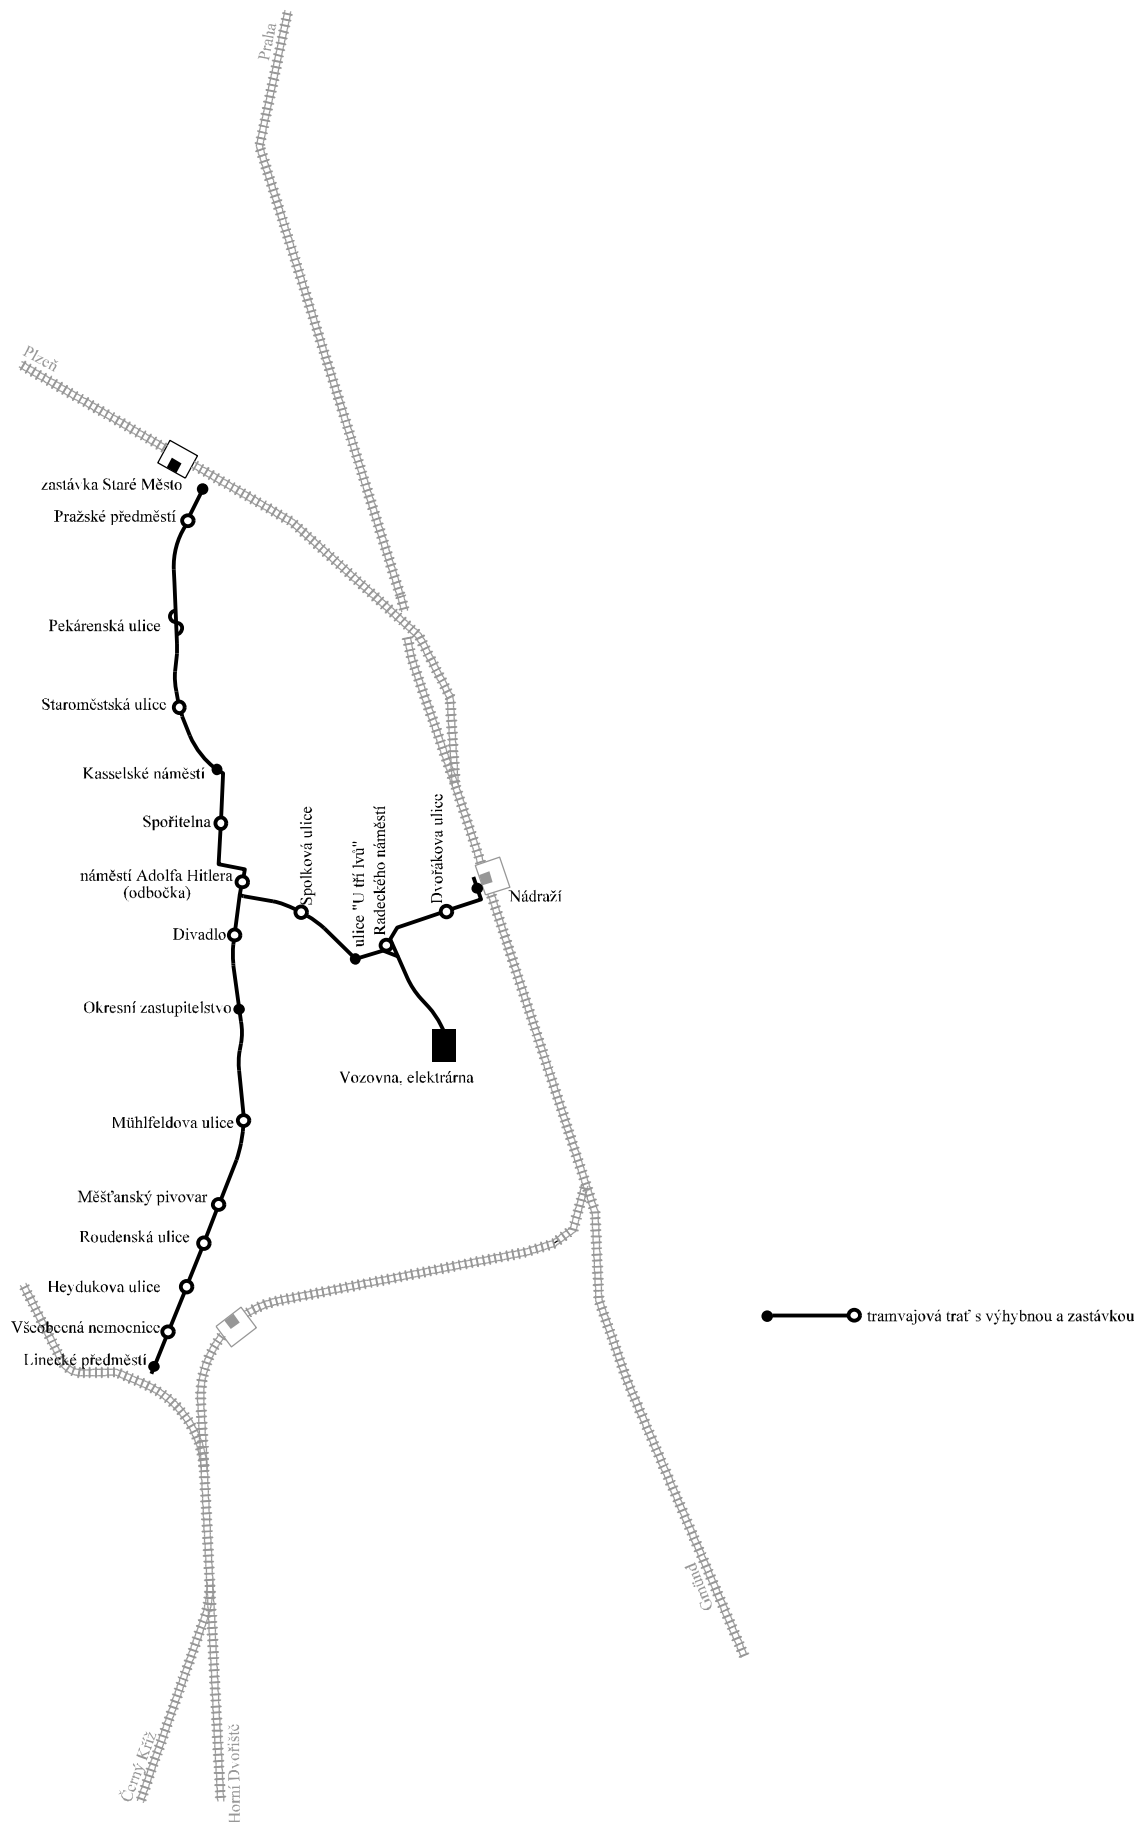 Praha
Plzeň
zastávka Staré Město
Pražské předměstí
Pekárenská ulice
Staroměstská ulice
Kasselské náměstí
Spořitelna
náměstí Adolfa Hitlera
(odbočka)
Spolková ulice
ulice "U tří lvů"
Radeckého náměstí
Dvořákova ulice
Nádraží
Divadlo
Okresní zastupitelstvo
Vozovna, elektrárna
Mühlfeldova ulice
Měšťanský pivovar
Roudenská ulice
Heydukova ulice
Všeobecná nemocnice
Linecké předměstí
tramvajová trať s výhybnou a zastávkou
Gmünd
Černý Kříž
Horní Dvořiště